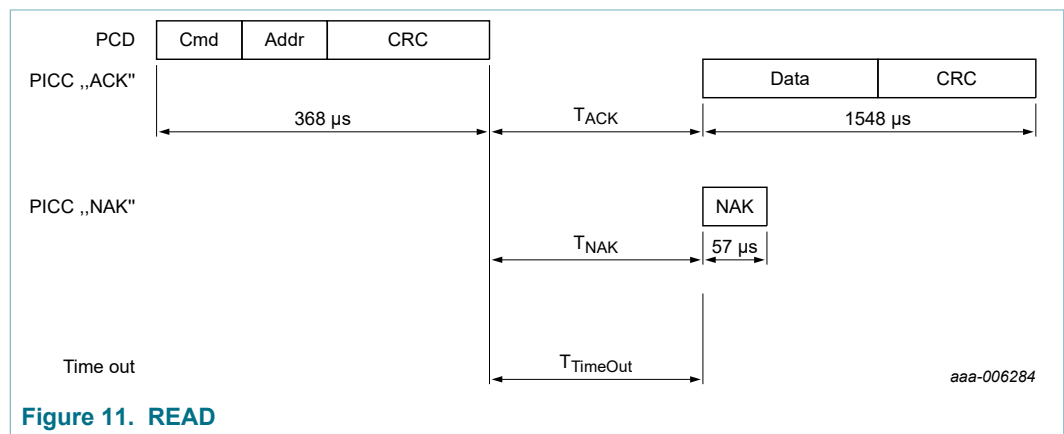 PCD Cmd Addr CRC
PICC ,,ACK" Data CRC
368 µs TACK 1548 µs
PICC ,,NAK" NAK
TNAK 57 µs
Time out TTimeOut aaa-006284
Figure 11. READ